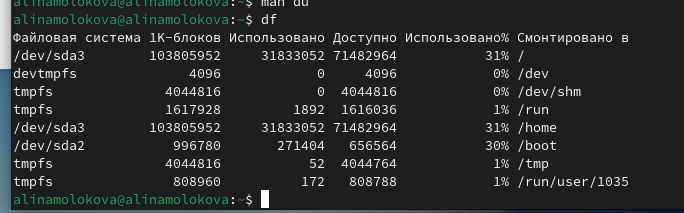 alinamolokova@alinamolokova:~$ man du
alinamolokova@alinamolokova:~$ df
Файловая система 1K-блоков Использовано Доступно Использовано% Смонтировано в
/dev/sda3 103805952 31833052 71482964 31% /
devtmpfs 4096 0 4096 0% /dev
tmpfs 4044816 0 4044816 0% /dev/shm
tmpfs 1617928 1892 1616036 1% /run
/dev/sda3 103805952 31833052 71482964 31% /home
/dev/sda2 996780 271404 656564 30% /boot
tmpfs 4044816 52 4044764 1% /tmp
tmpfs 808960 172 808788 1% /run/user/1035
alinamolokova@alinamolokova:~$